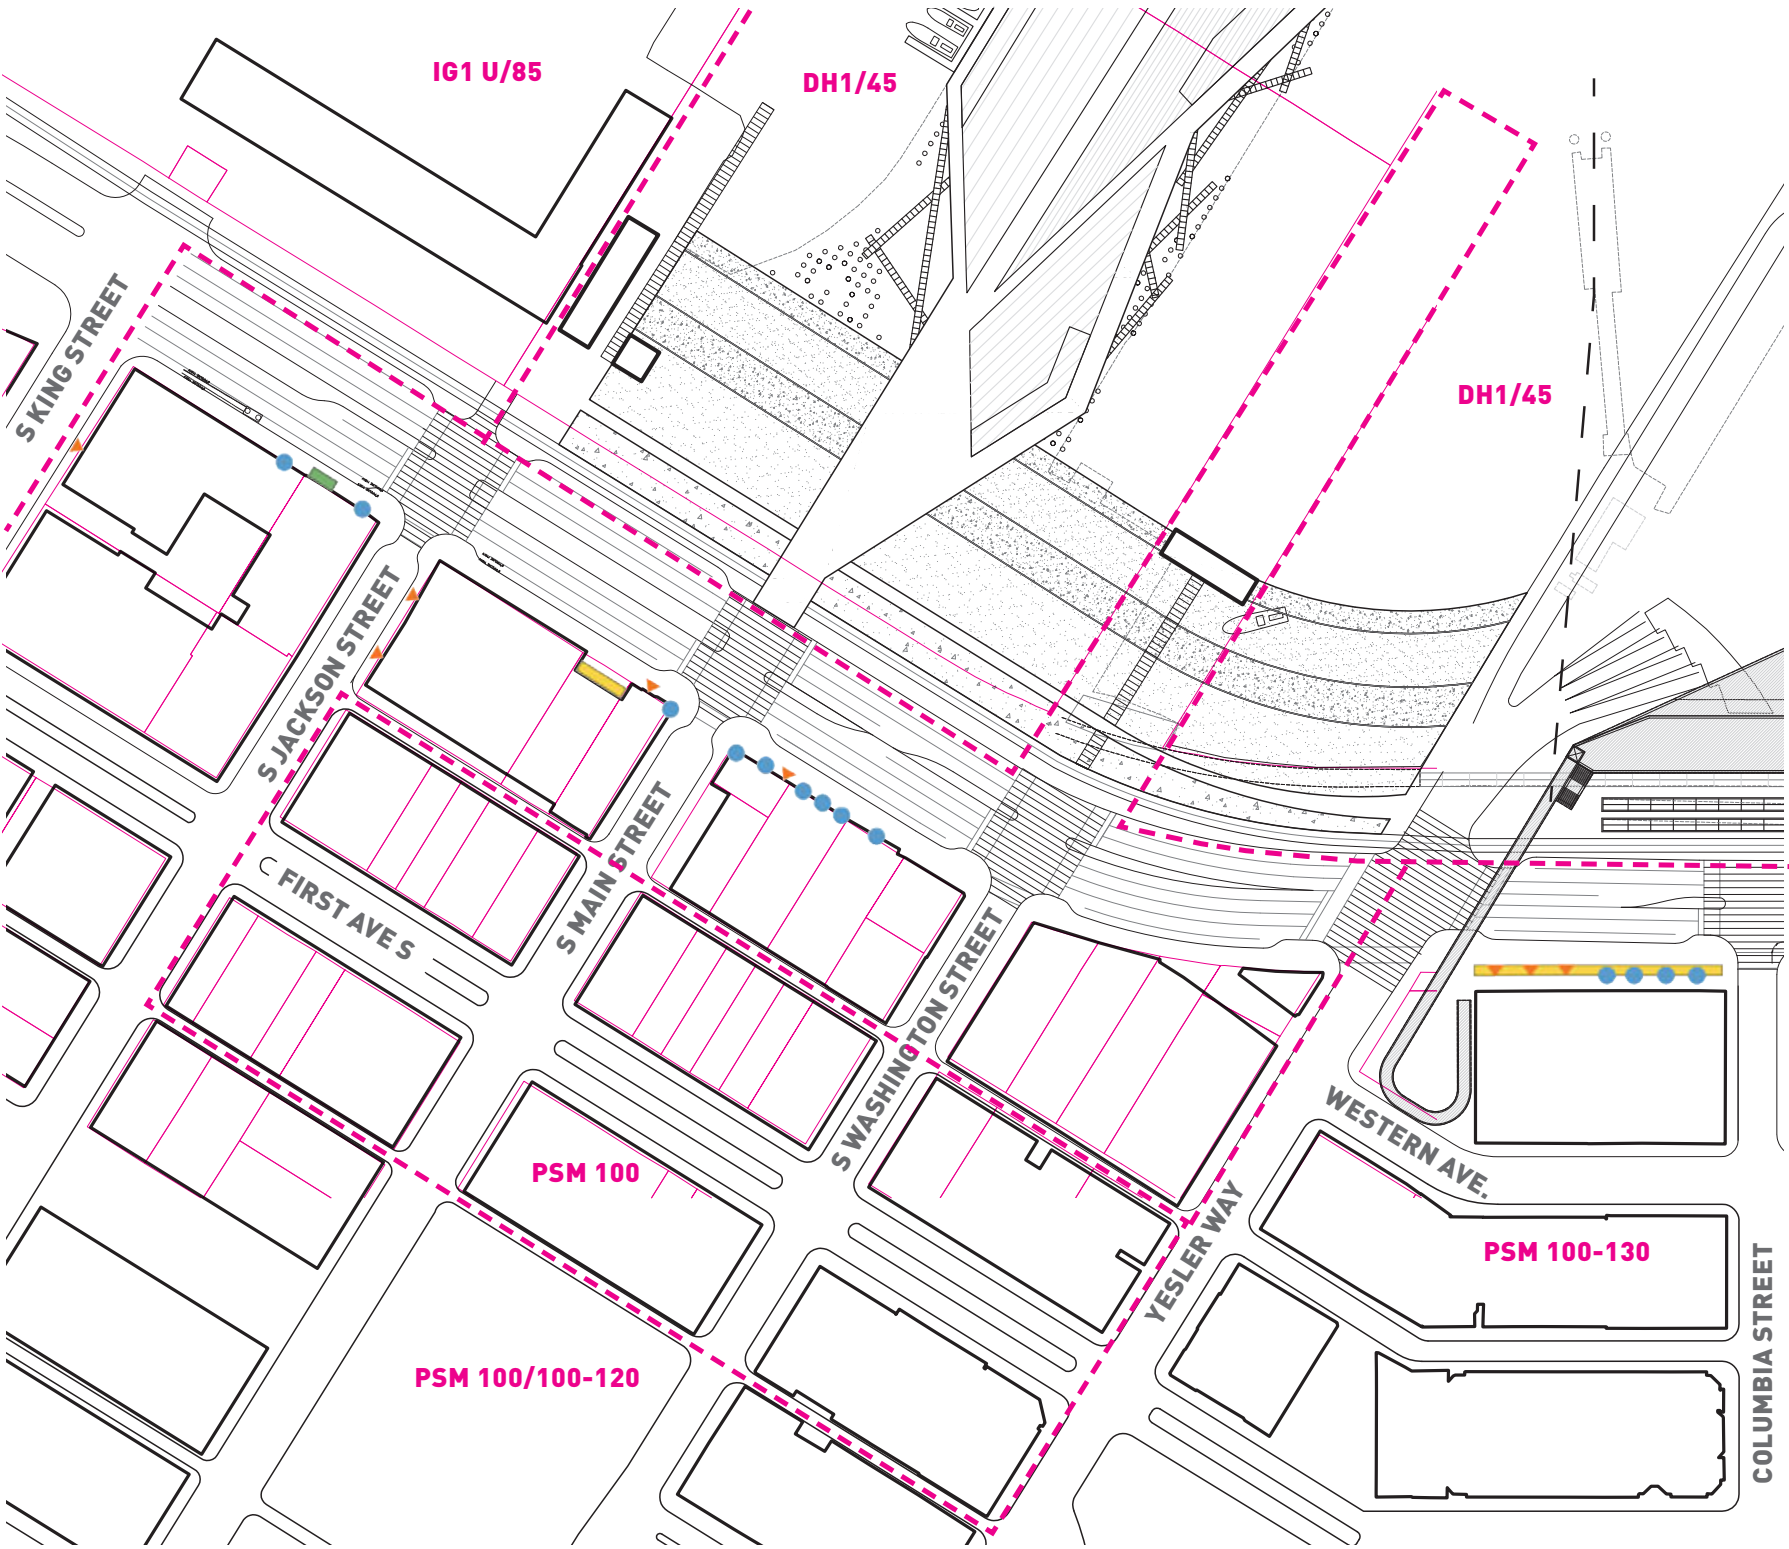 IG1 U/85
DH1/45
S KING STREET
DH1/45
S JACKSON STREET
FIRST AVE S
S MAIN STREET
S WASHINGTON STREET
WESTERN AVE.
PSM 100
YESLER WAY
PSM 100-130
PSM 100/100-120
COLUMBIA STREET